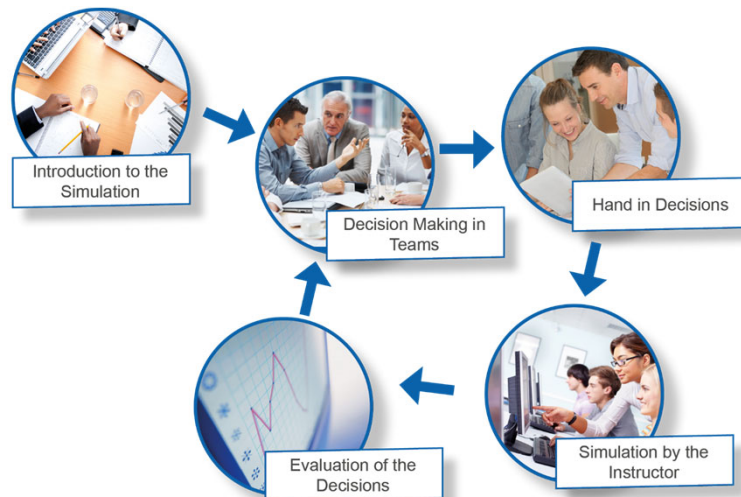 Introduction to the
Simulation
Decision Making in
Teams
Hand in Decisions
Simulation by the
Instructor
Evaluation of the
Decisions